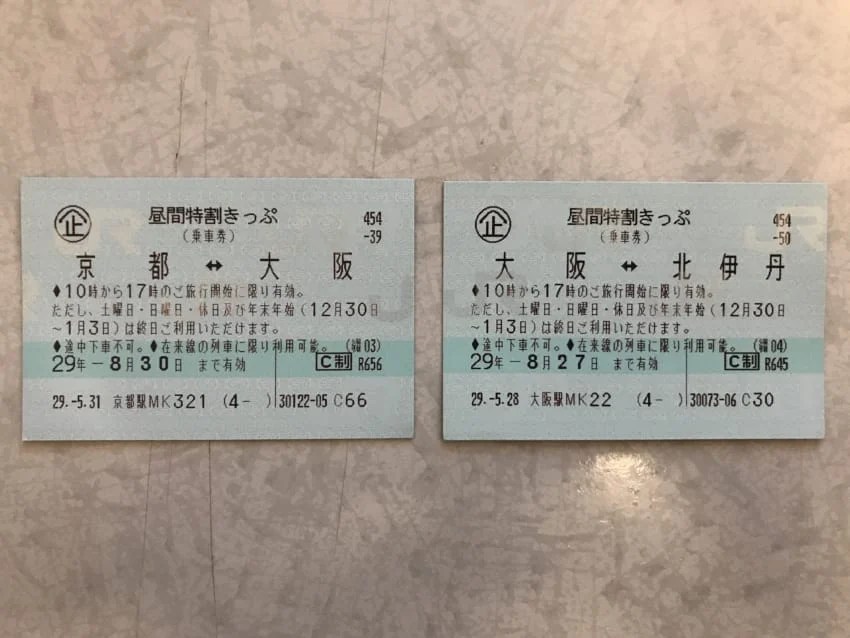 企
昼間特割きっぷ
(乗車券)
454
-39
京都↔大阪
♦10時から17時のご旅行開始に限り有効。
ただし、土曜日・日曜日・休日及び年末年始(12月30日
~1月3日)は終日ご利用いただけます。
♦途中下車不可。♦在来線の列車に限り利用可能。(繻03)
29年-8月30日 まで有効 C制 R656
29.-5.31 京都駅MK321 (4- ) 30122-05 C66
企
昼間特割きっぷ
(乗車券)
454
-50
大阪↔北伊丹
♦10時から17時のご旅行開始に限り有効。
ただし、土曜日・日曜日・休日及び年末年始(12月30日
~1月3日)は終日ご利用いただけます。
♦途中下車不可。♦在来線の列車に限り利用可能。(繻04)
29年-8月27日 まで有効 C制 R645
29.-5.28 大阪駅MK22 (4- ) 30073-06 C30